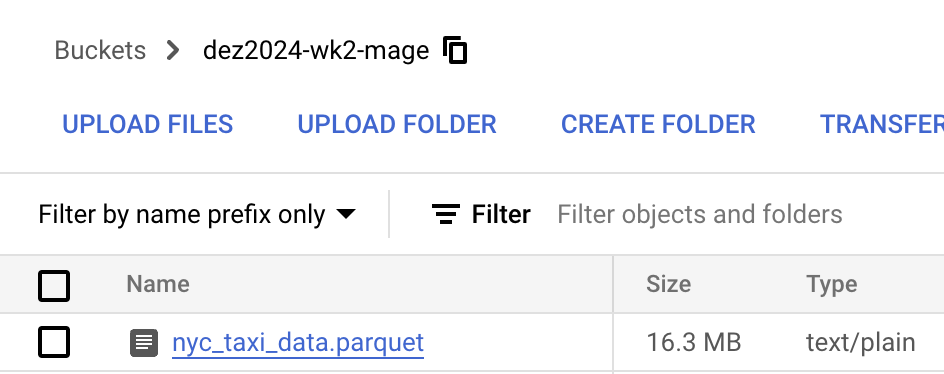 Buckets > dez2024-wk2-mage
UPLOAD FILES UPLOAD FOLDER CREATE FOLDER TRANSFER
Filter by name prefix only Filter Filter objects and folders
Name Size Type
nyc_taxi_data.parquet 16.3 MB text/plain